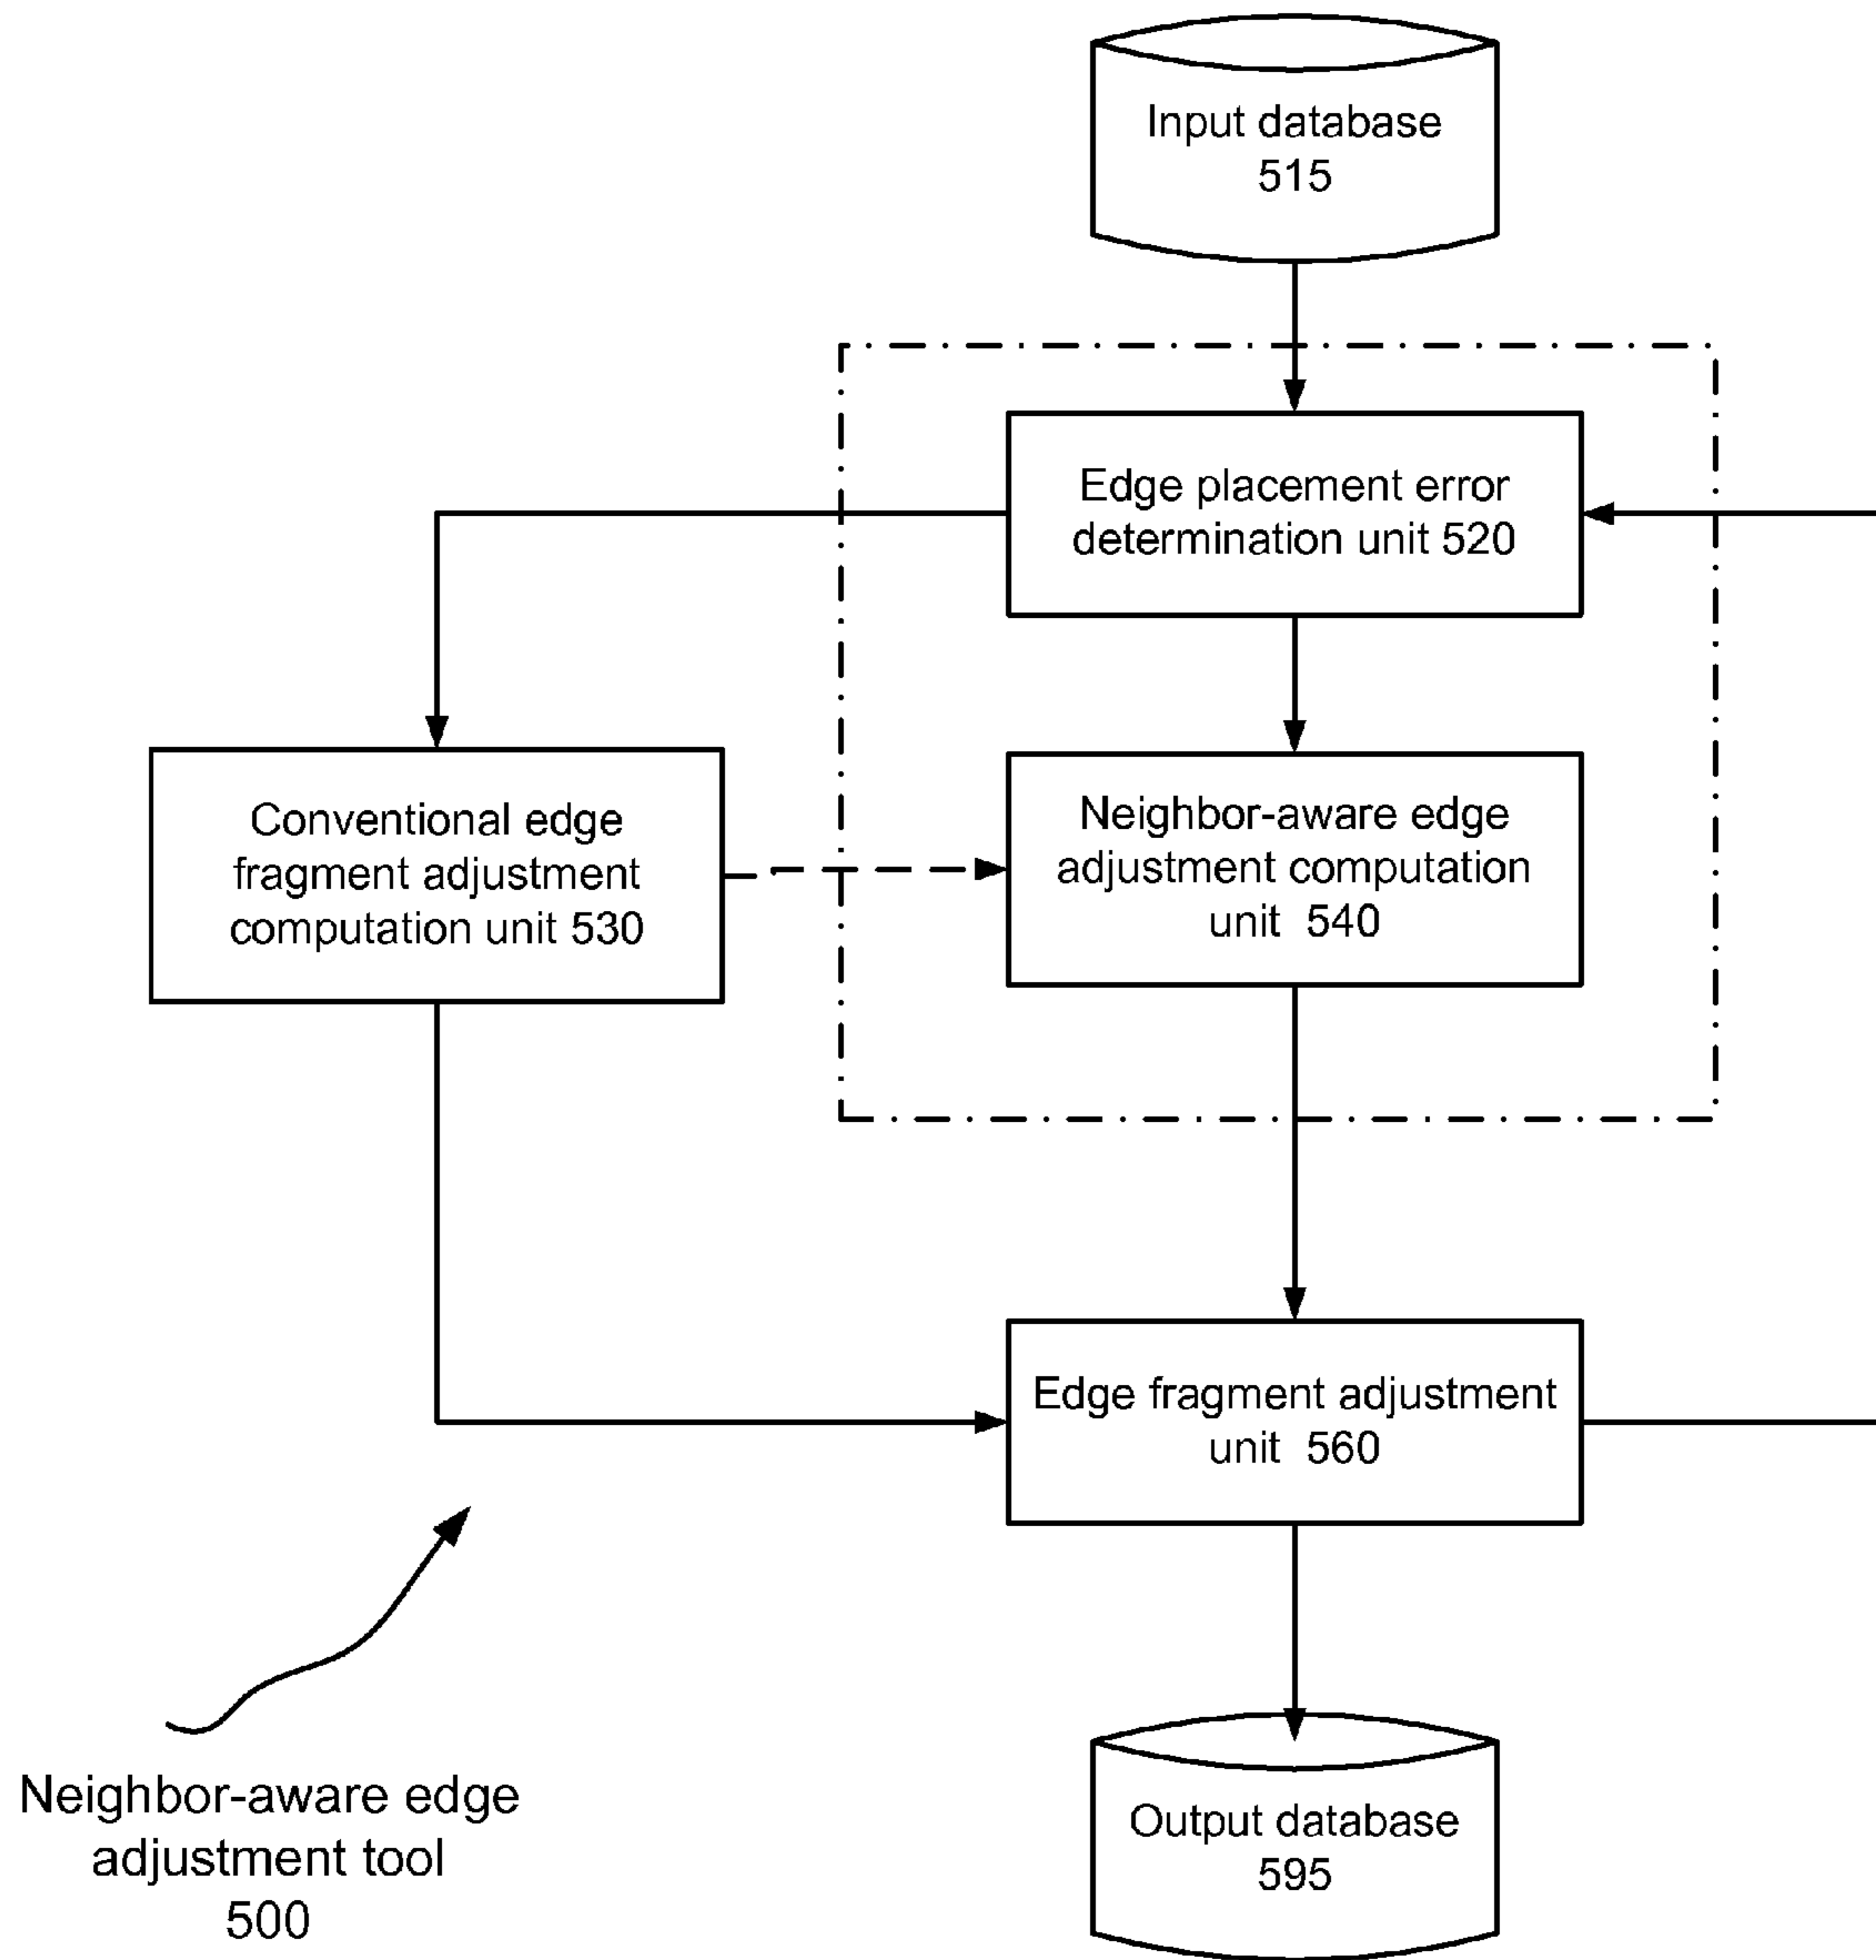 Input database
515
Edge placement error
determination unit 520
Conventional edge
fragment adjustment
computation unit 530
Neighbor-aware edge
adjustment computation
unit 540
Edge fragment adjustment
unit 560
Neighbor-aware edge
adjustment tool
500
Output database
595